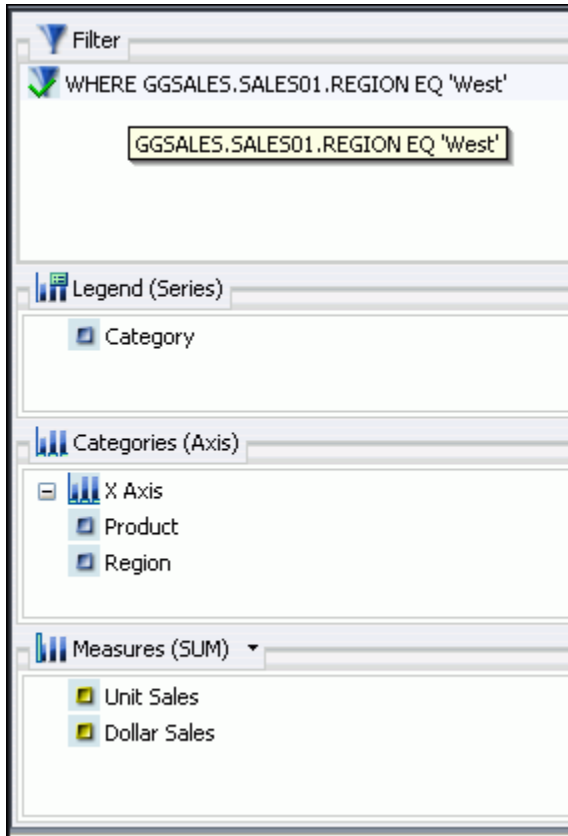 Filter
WHERE GGSALES.SALES01.REGION EQ 'West'
GGSALES.SALES01.REGION EQ 'West'
Legend (Series)
Category
Categories (Axis)
X Axis
Product
Region
Measures (SUM)
Unit Sales
Dollar Sales